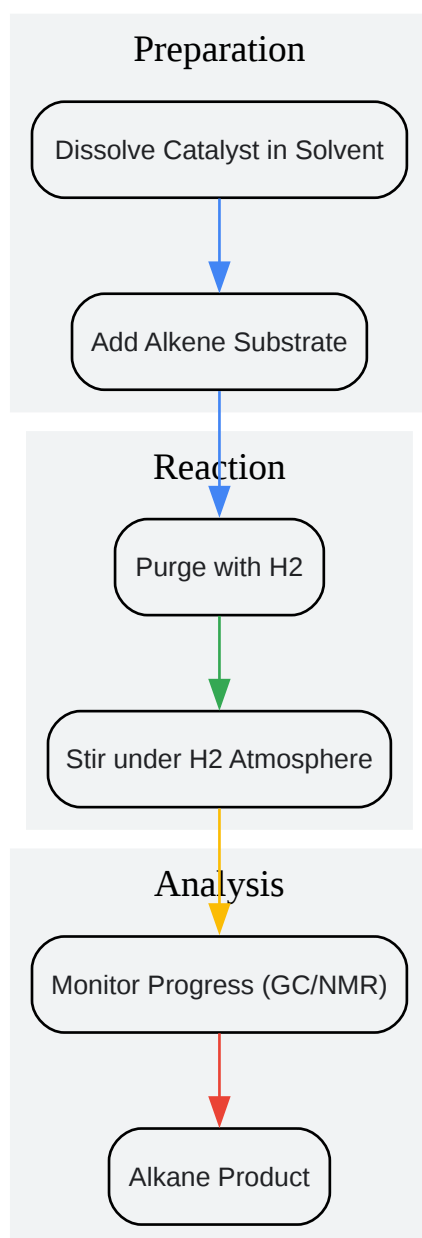 Preparation
Dissolve Catalyst in Solvent
Add Alkene Substrate
Reaction
Purge with H2
Stir under H2 Atmosphere
Analysis
Monitor Progress (GC/NMR)
Alkane Product